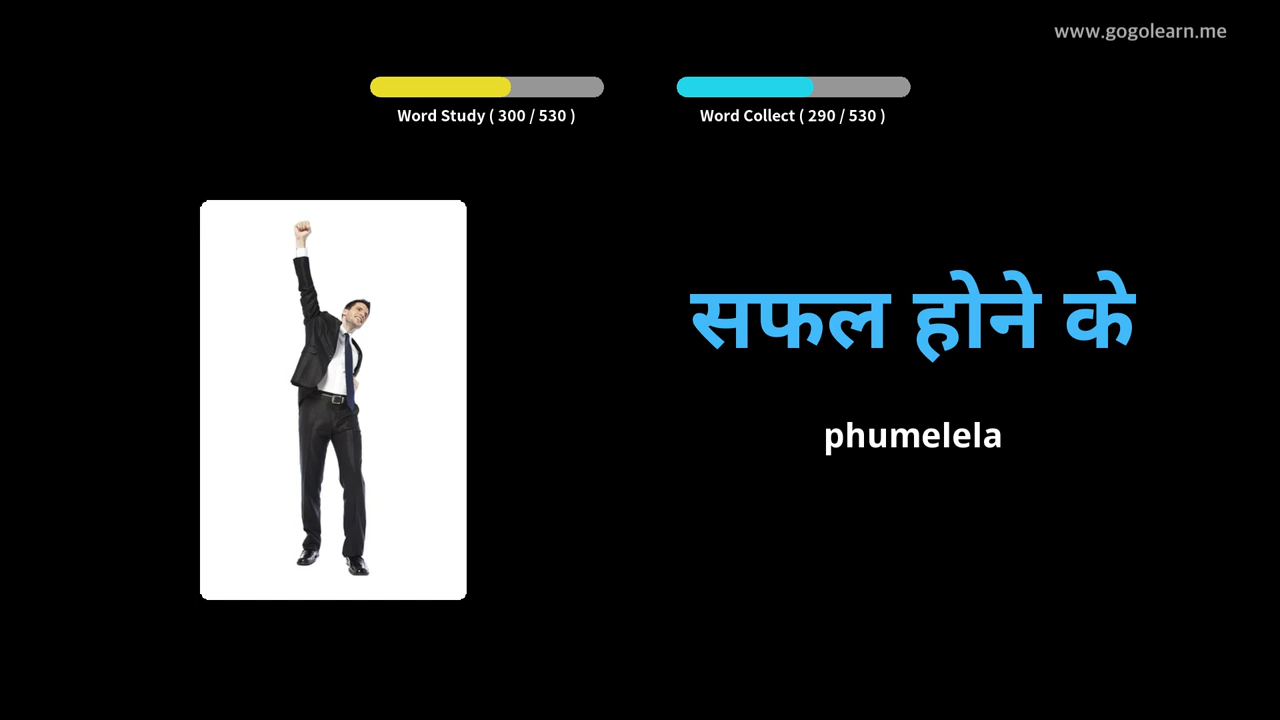 www.gogolearn.me
Word Study ( 300 / 530 )
Word Collect ( 290 / 530 )
सफल होने के
phumelela